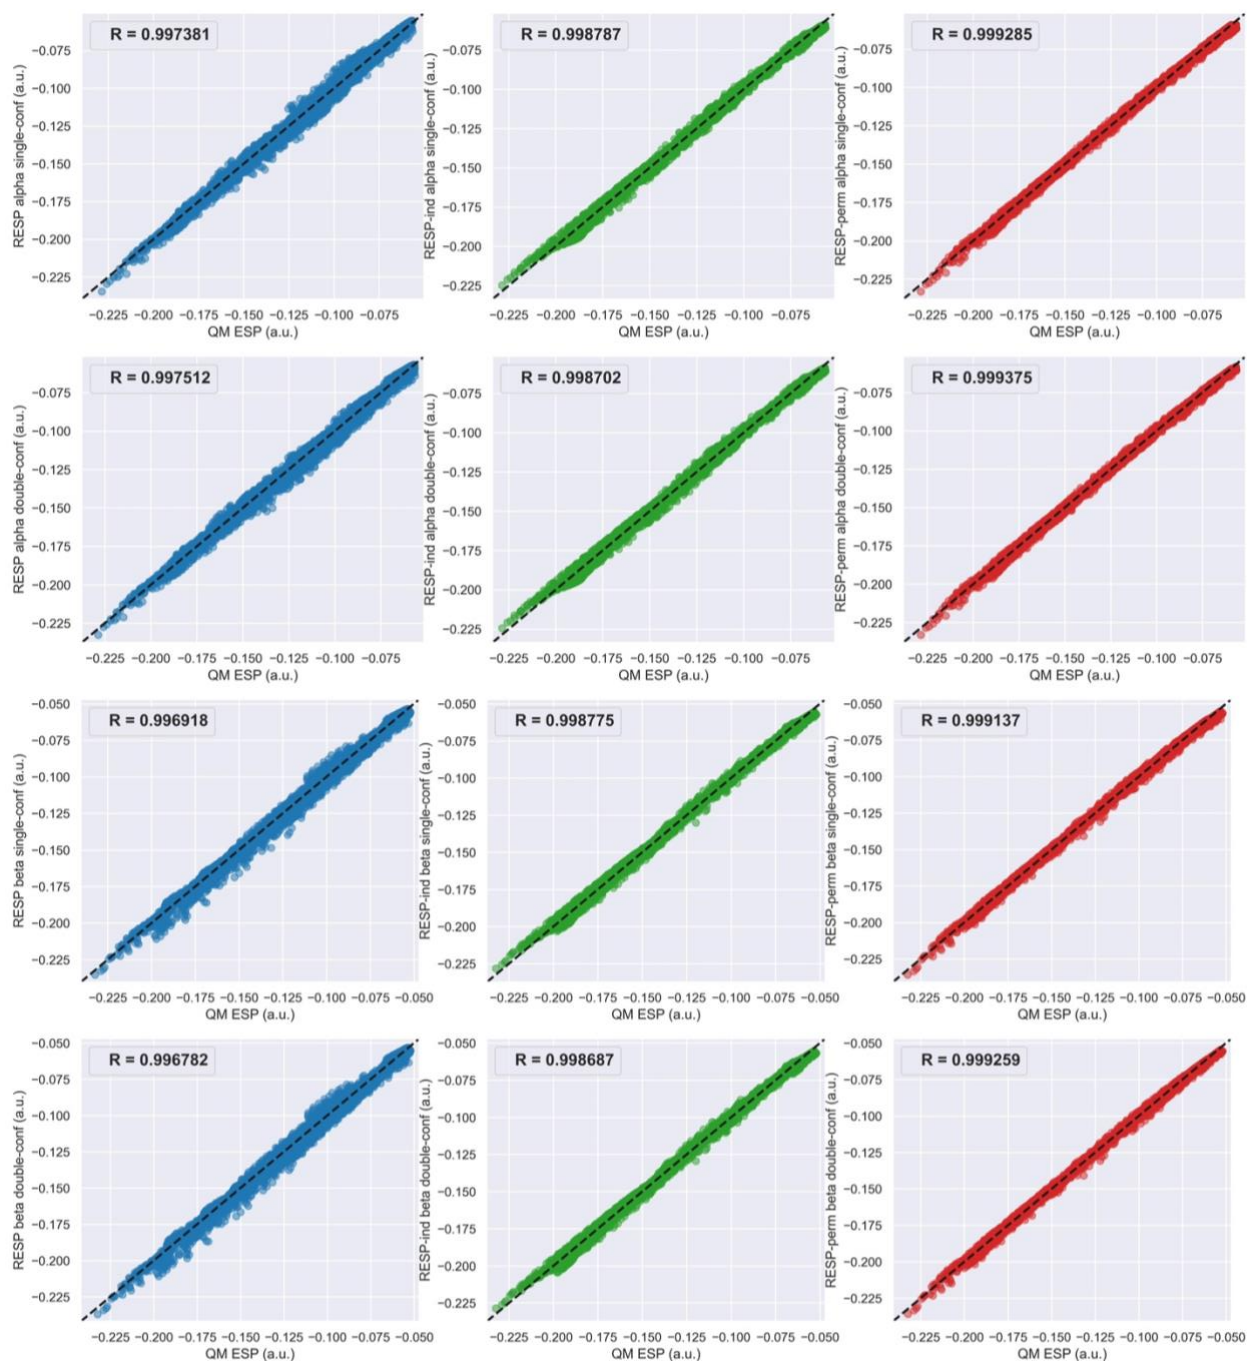 R = 0.997381
RESP alpha single-conf (a.u.)
−0.075
−0.100
−0.125
−0.150
−0.175
−0.200
−0.225
−0.225 −0.200 −0.175 −0.150 −0.125 −0.100 −0.075
QM ESP (a.u.)
R = 0.998787
RESP-ind alpha single-conf (a.u.)
−0.075
−0.100
−0.125
−0.150
−0.175
−0.200
−0.225
−0.225 −0.200 −0.175 −0.150 −0.125 −0.100 −0.075
QM ESP (a.u.)
R = 0.999285
RESP-perm alpha single-conf (a.u.)
−0.075
−0.100
−0.125
−0.150
−0.175
−0.200
−0.225
−0.225 −0.200 −0.175 −0.150 −0.125 −0.100 −0.075
QM ESP (a.u.)
R = 0.997512
RESP alpha double-conf (a.u.)
−0.075
−0.100
−0.125
−0.150
−0.175
−0.200
−0.225
−0.225 −0.200 −0.175 −0.150 −0.125 −0.100 −0.075
QM ESP (a.u.)
R = 0.998702
RESP-ind alpha double-conf (a.u.)
−0.075
−0.100
−0.125
−0.150
−0.175
−0.200
−0.225
−0.225 −0.200 −0.175 −0.150 −0.125 −0.100 −0.075
QM ESP (a.u.)
R = 0.999375
RESP-perm alpha double-conf (a.u.)
−0.075
−0.100
−0.125
−0.150
−0.175
−0.200
−0.225
−0.225 −0.200 −0.175 −0.150 −0.125 −0.100 −0.075
QM ESP (a.u.)
R = 0.996918
RESP beta single-conf (a.u.)
−0.050
−0.075
−0.100
−0.125
−0.150
−0.175
−0.200
−0.225
−0.225 −0.200 −0.175 −0.150 −0.125 −0.100 −0.075 −0.050
QM ESP (a.u.)
R = 0.998775
RESP-ind beta single-conf (a.u.)
−0.050
−0.075
−0.100
−0.125
−0.150
−0.175
−0.200
−0.225
−0.225 −0.200 −0.175 −0.150 −0.125 −0.100 −0.075 −0.050
QM ESP (a.u.)
R = 0.999137
RESP-perm beta single-conf (a.u.)
−0.050
−0.075
−0.100
−0.125
−0.150
−0.175
−0.200
−0.225
−0.225 −0.200 −0.175 −0.150 −0.125 −0.100 −0.075 −0.050
QM ESP (a.u.)
R = 0.996782
RESP beta double-conf (a.u.)
−0.050
−0.075
−0.100
−0.125
−0.150
−0.175
−0.200
−0.225
−0.225 −0.200 −0.175 −0.150 −0.125 −0.100 −0.075 −0.050
QM ESP (a.u.)
R = 0.998687
RESP-ind beta double-conf (a.u.)
−0.050
−0.075
−0.100
−0.125
−0.150
−0.175
−0.200
−0.225
−0.225 −0.200 −0.175 −0.150 −0.125 −0.100 −0.075 −0.050
QM ESP (a.u.)
R = 0.999259
RESP-perm beta double-conf (a.u.)
−0.050
−0.075
−0.100
−0.125
−0.150
−0.175
−0.200
−0.225
−0.225 −0.200 −0.175 −0.150 −0.125 −0.100 −0.075 −0.050
QM ESP (a.u.)